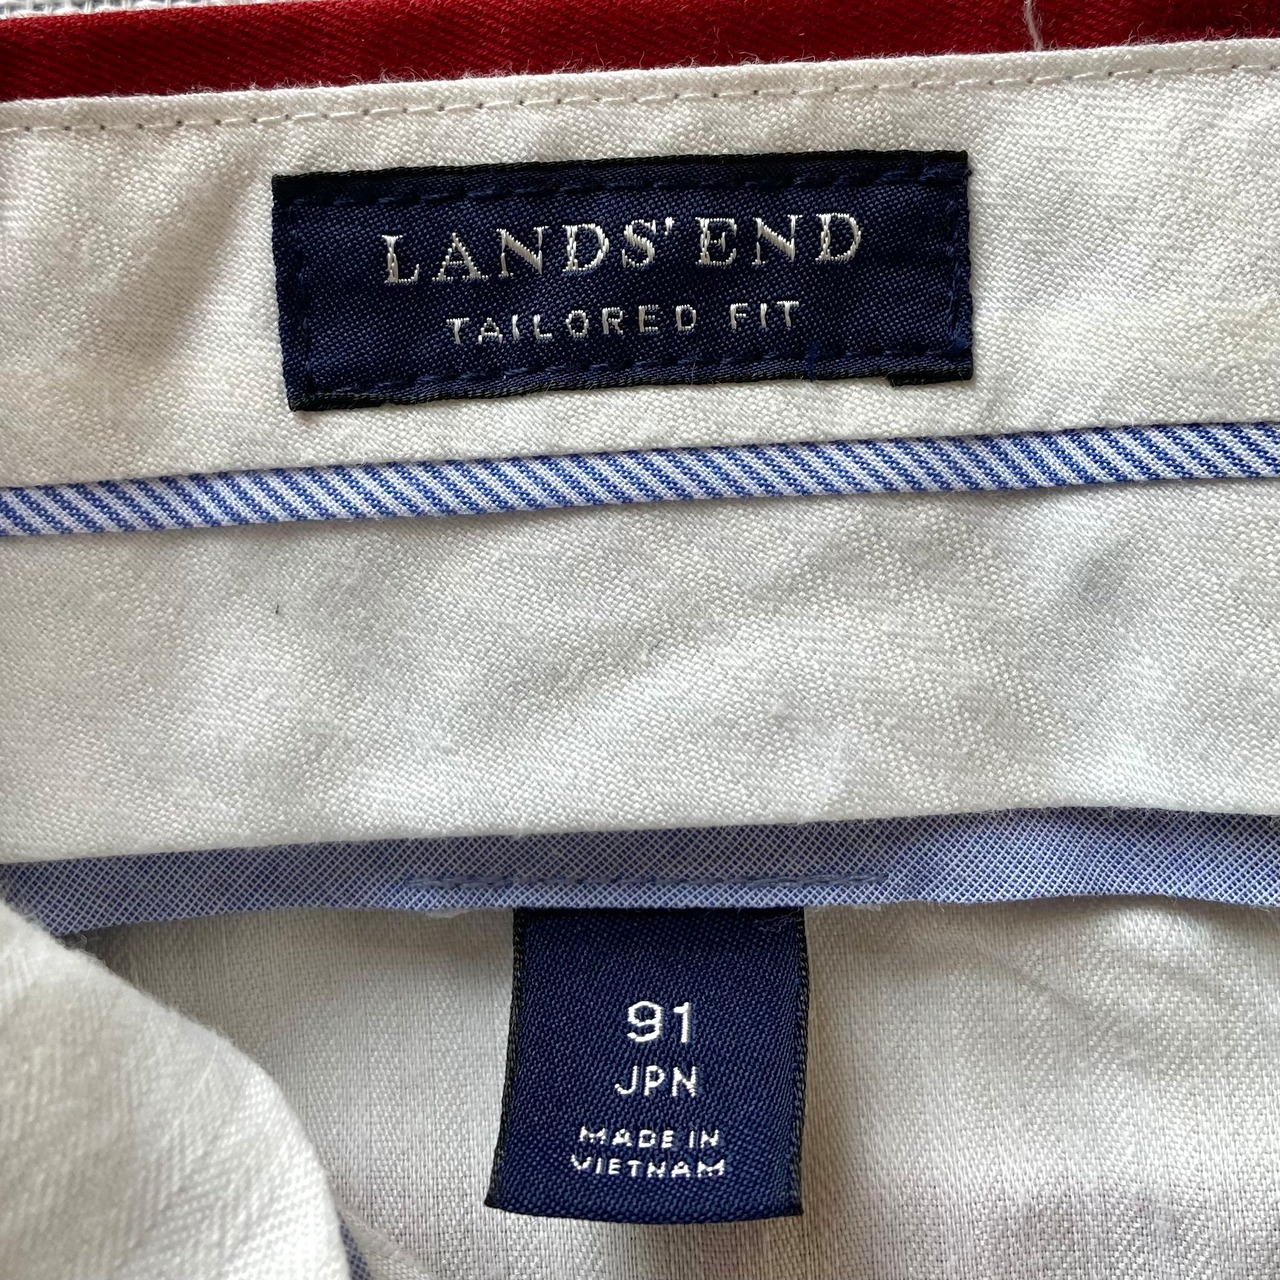 LANDS' END
TAILORED FIT
91
JPN
MADE IN
VIETNAM